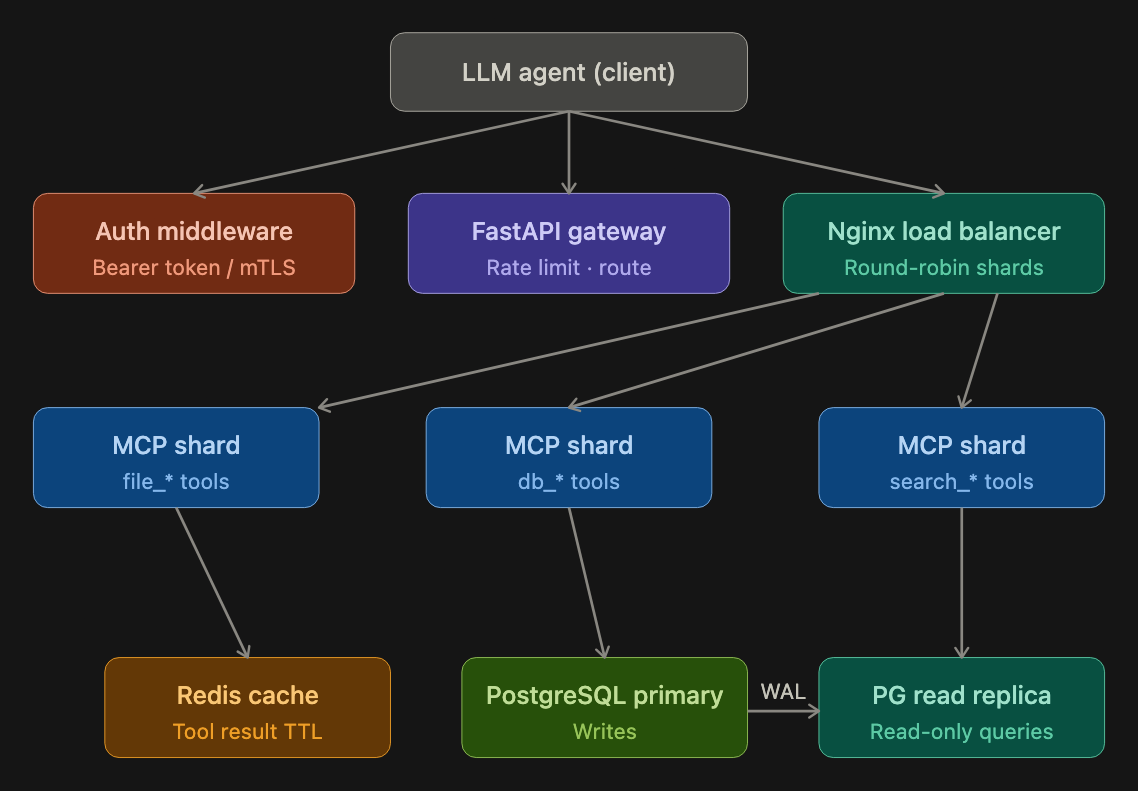 LLM agent (client)
Auth middleware
Bearer token / mTLS
FastAPI gateway
Rate limit · route
Nginx load balancer
Round-robin shards
MCP shard
file_* tools
MCP shard
db_* tools
MCP shard
search_* tools
Redis cache
Tool result TTL
PostgreSQL primary
Writes
WAL
PG read replica
Read-only queries